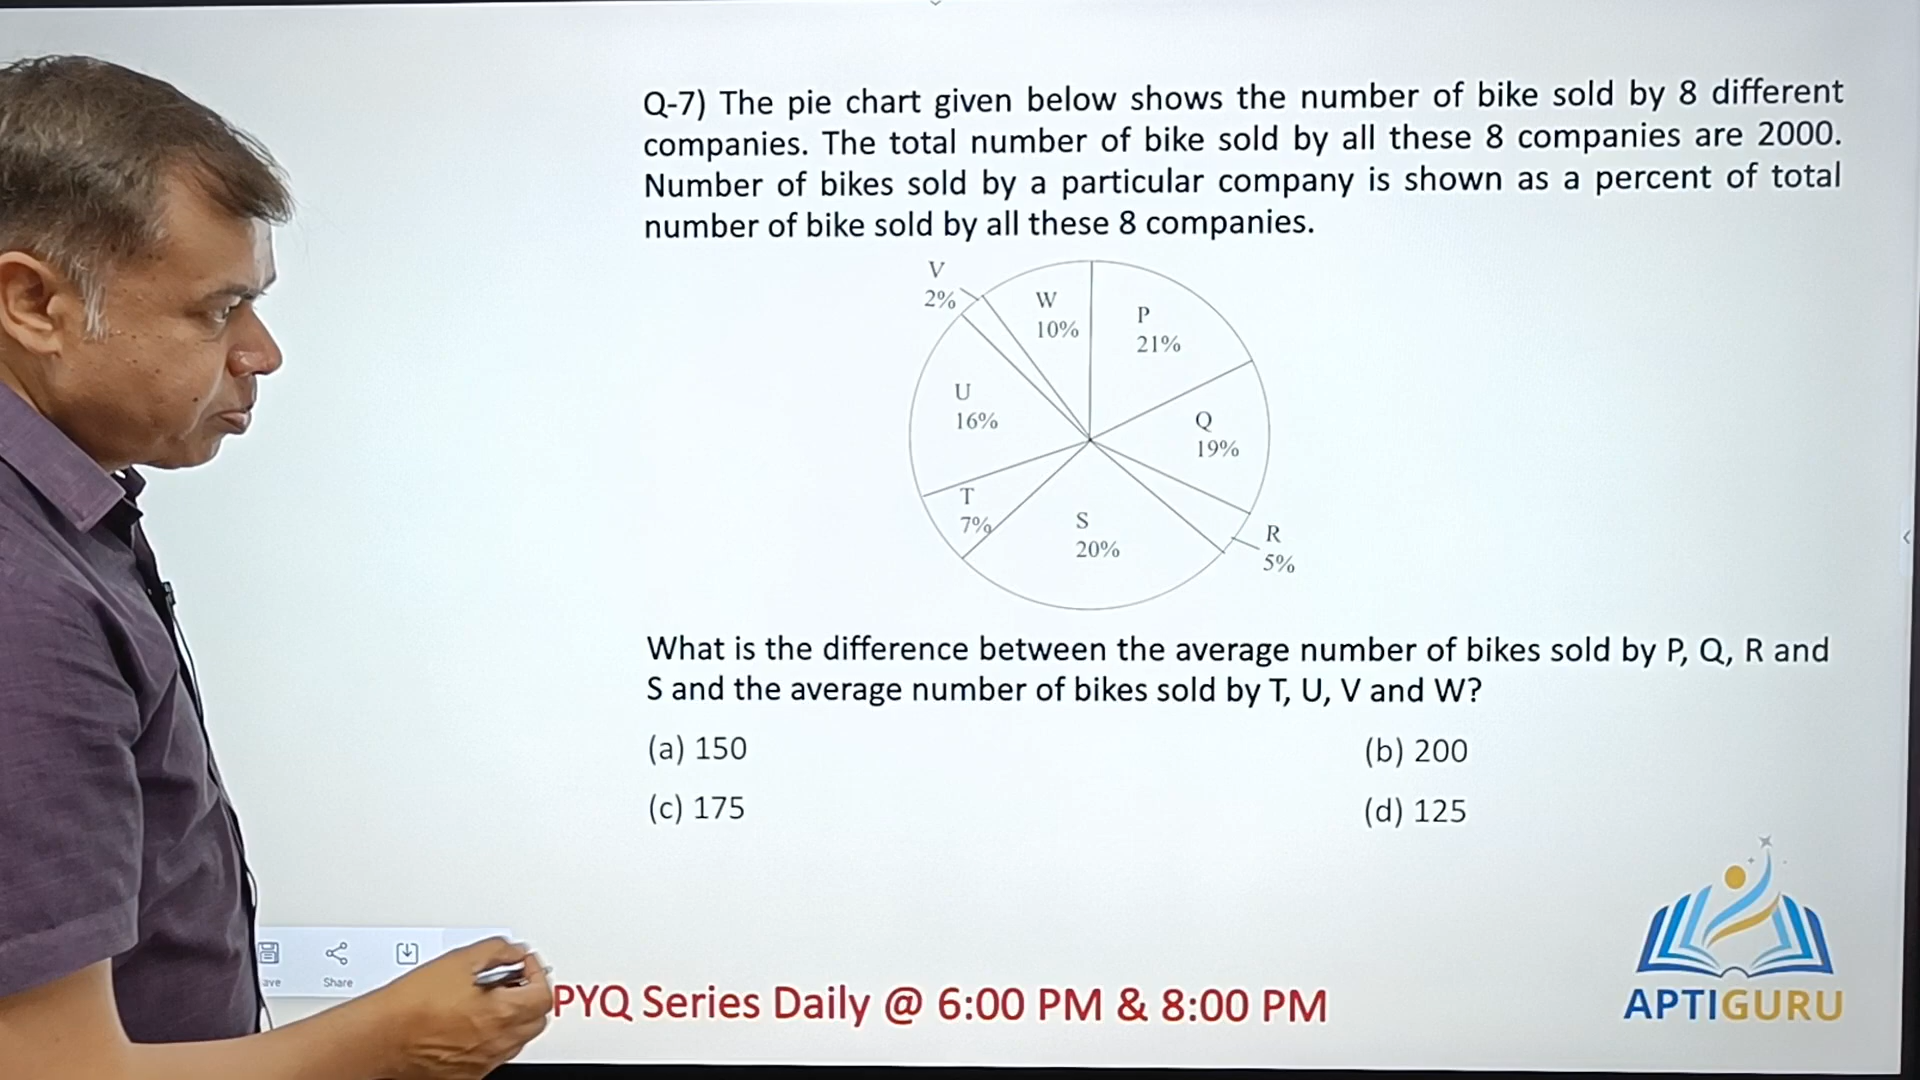 Q-7) The pie chart given below shows the number of bike sold by 8 different
companies. The total number of bike sold by all these 8 companies are 2000.
Number of bikes sold by a particular company is shown as a percent of total
number of bike sold by all these 8 companies.
V
2%
W
10%
P
21%
U
16%
Q
19%
T
7%
S
20%
R
5%
What is the difference between the average number of bikes sold by P, Q, R and
S and the average number of bikes sold by T, U, V and W?
(a) 150
(b) 200
(c) 175
(d) 125
ave
Share
PYQ Series Daily @ 6:00 PM & 8:00 PM
APTIGURU